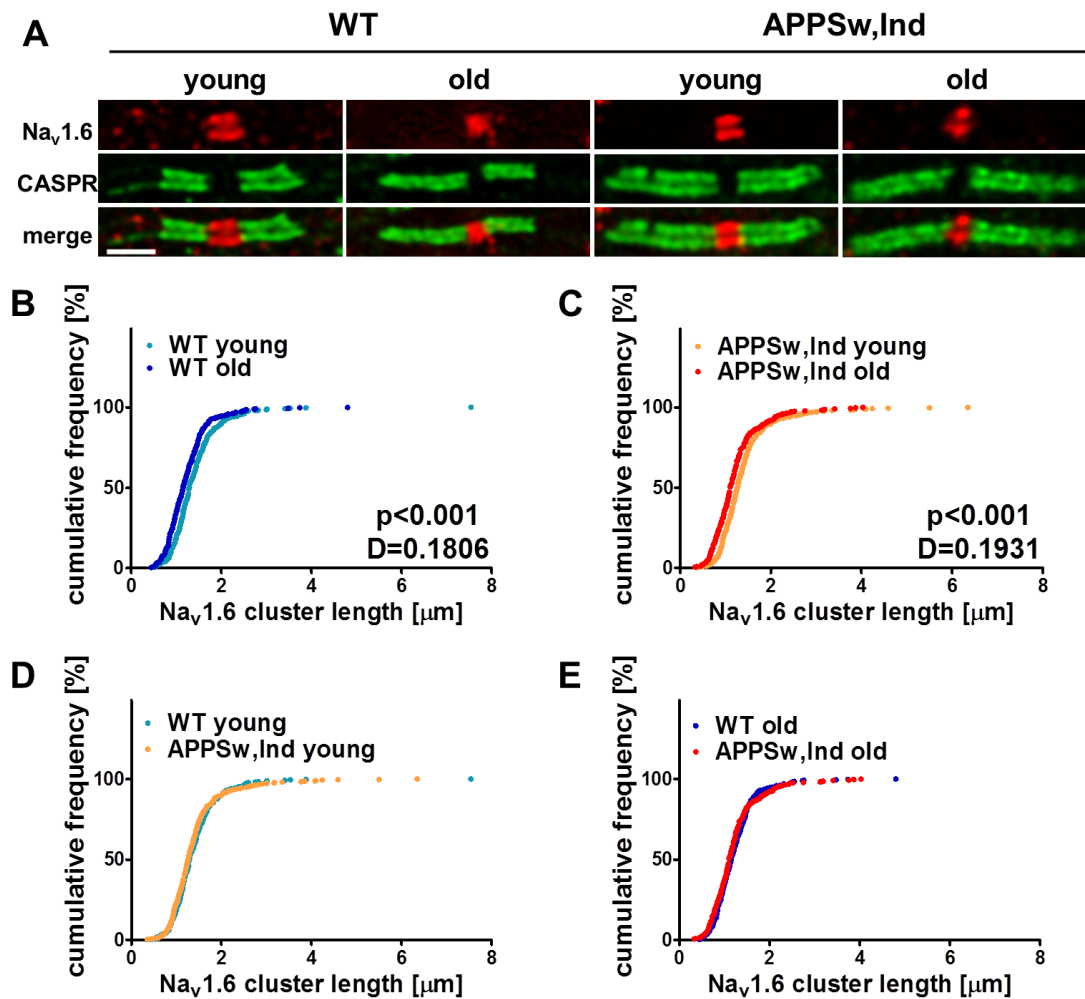 A
WT
APPSw,Ind
young
old
young
old
Nav1.6
CASPR
merge
B
cumulative frequency [%]
WT young
WT old
100
50
0
p<0.001
D=0.1806
0 2 4 6 8
Nav1.6 cluster length [μm]
C
cumulative frequency [%]
APPSw,Ind young
APPSw,Ind old
100
50
0
p<0.001
D=0.1931
0 2 4 6 8
Nav1.6 cluster length [μm]
D
cumulative frequency [%]
WT young
APPSw,Ind young
100
50
0
0 2 4 6 8
Nav1.6 cluster length [μm]
E
cumulative frequency [%]
WT old
APPSw,Ind old
100
50
0
0 2 4 6 8
Nav1.6 cluster length [μm]